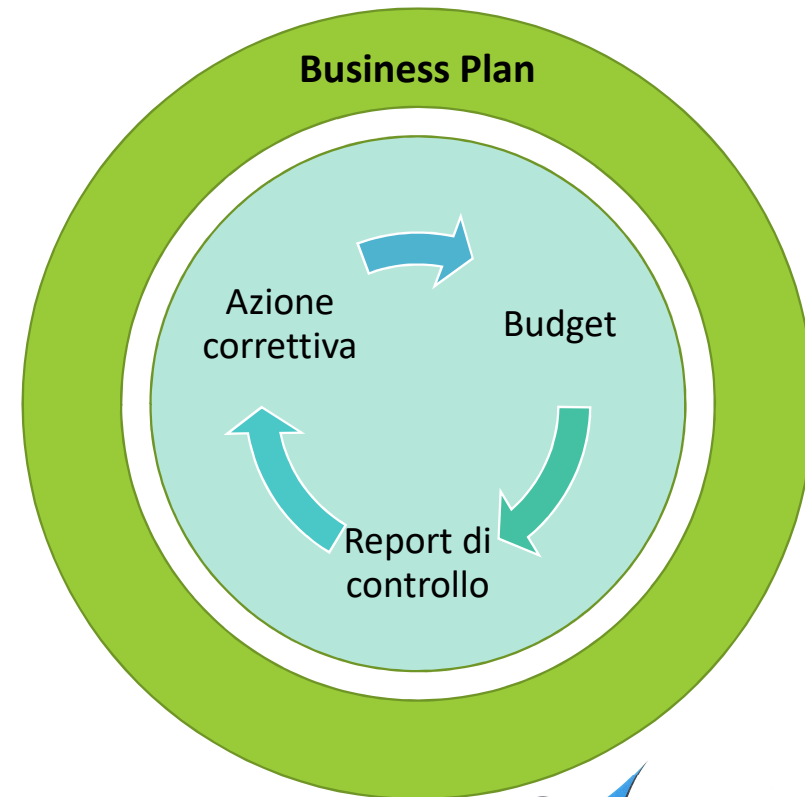 Business Plan
Azione
correttiva
Budget
Report di
controllo